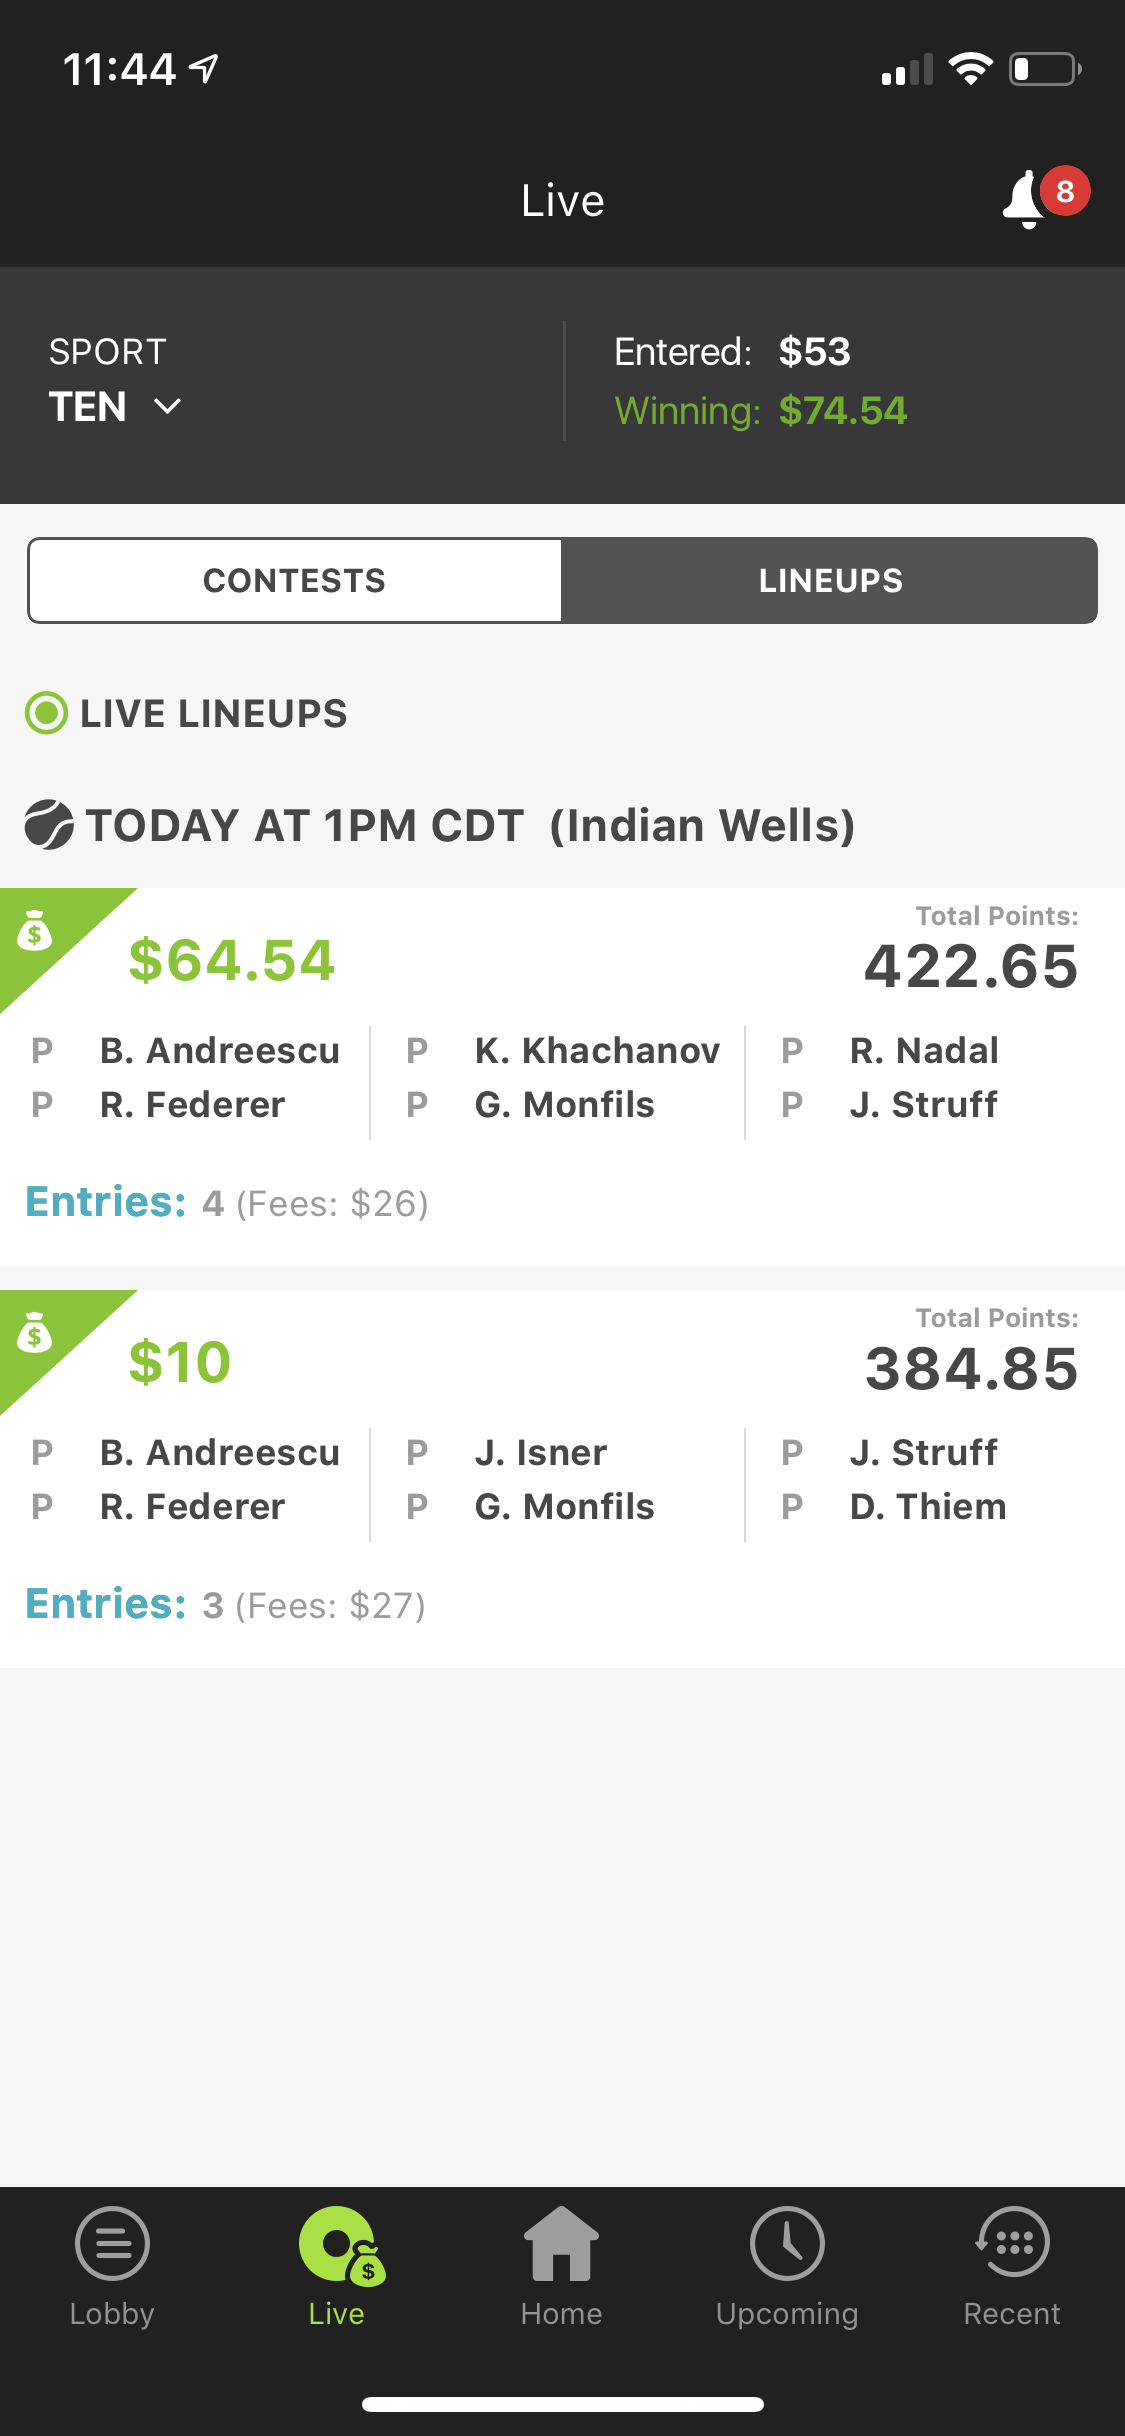 11:44
Live
8
SPORT
TEN
Entered: $53
Winning: $74.54
CONTESTS
LINEUPS
LIVE LINEUPS
TODAY AT 1PM CDT (Indian Wells)
$
$64.54
Total Points:
422.65
P B. Andreescu P K. Khachanov P R. Nadal
P R. Federer P G. Monfils P J. Struff
Entries: 4 (Fees: $26)
$
$10
Total Points:
384.85
P B. Andreescu P J. Isner P J. Struff
P R. Federer P G. Monfils P D. Thiem
Entries: 3 (Fees: $27)
$
Lobby Live Home Upcoming Recent